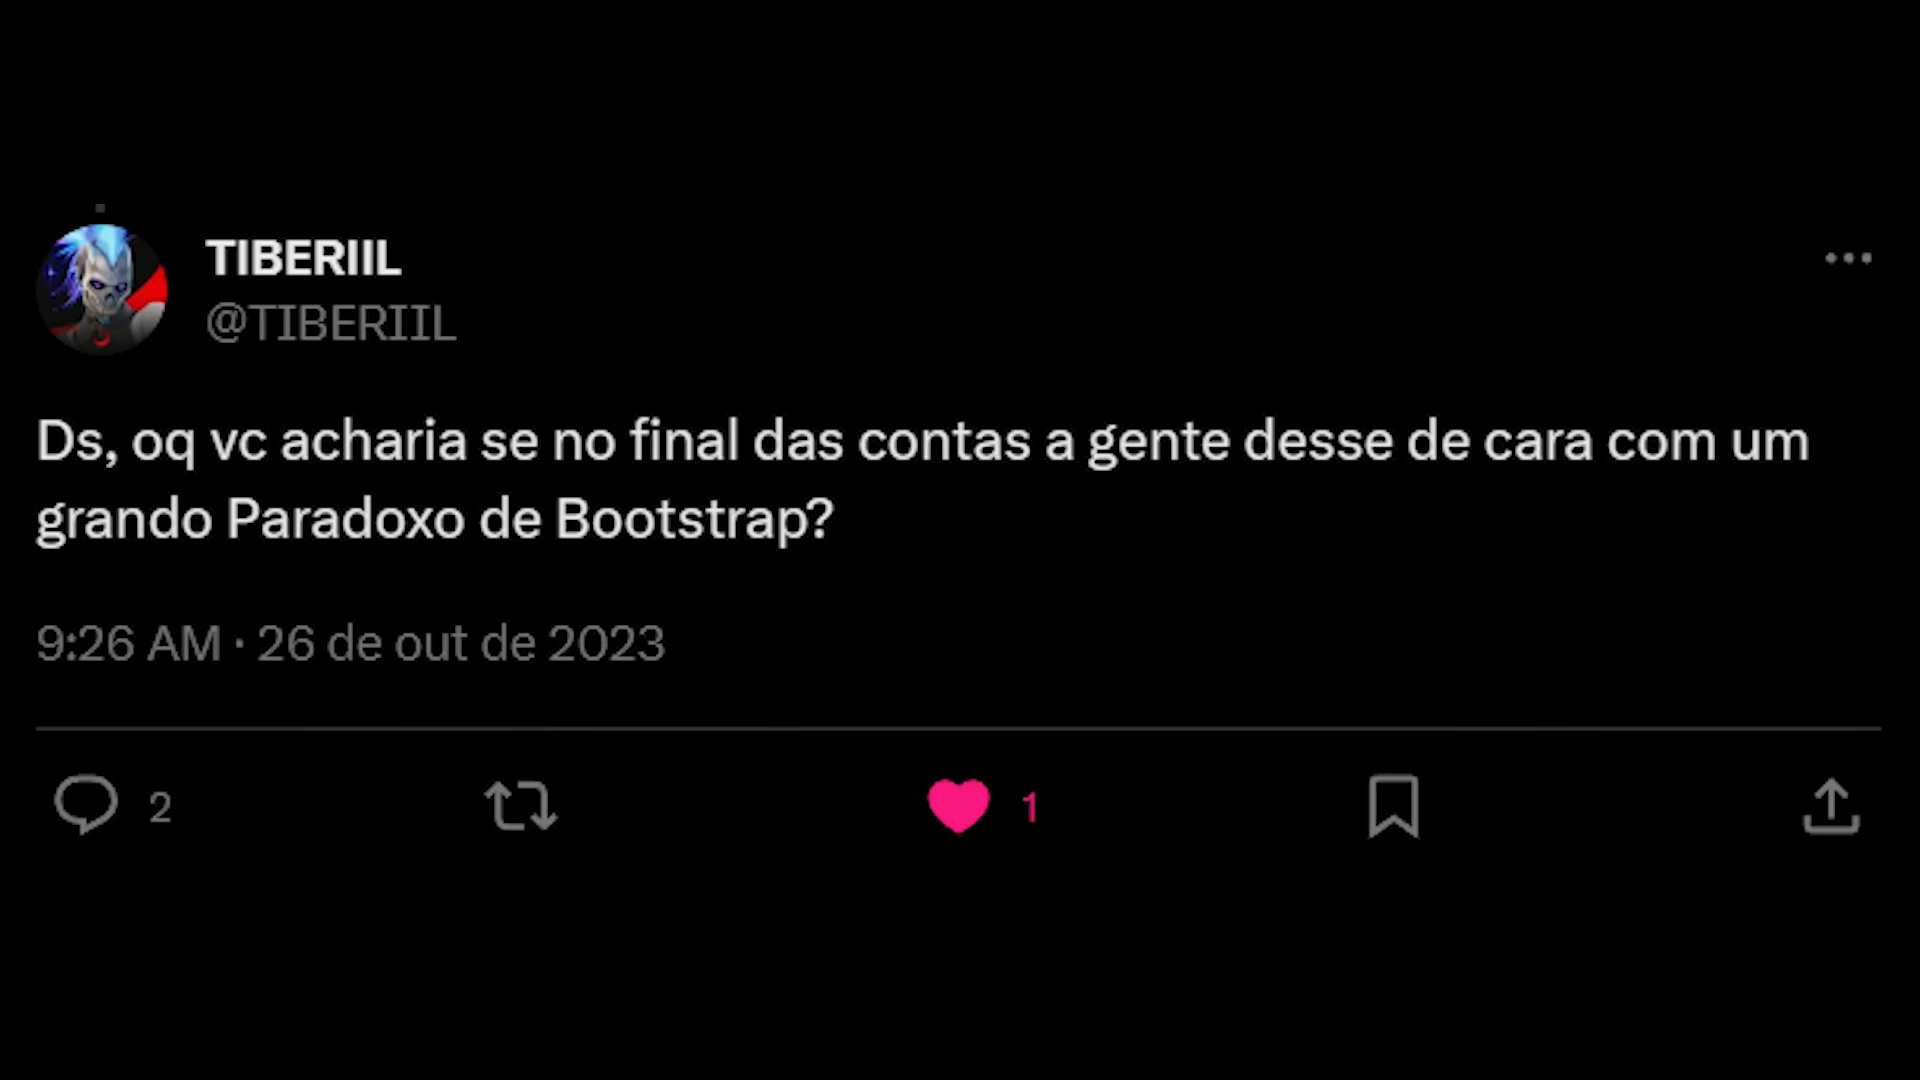 TIBERIIL
@TIBERIIL
Ds, oq vc acharia se no final das contas a gente desse de cara com um
grando Paradoxo de Bootstrap?
9:26 AM · 26 de out de 2023
2
1